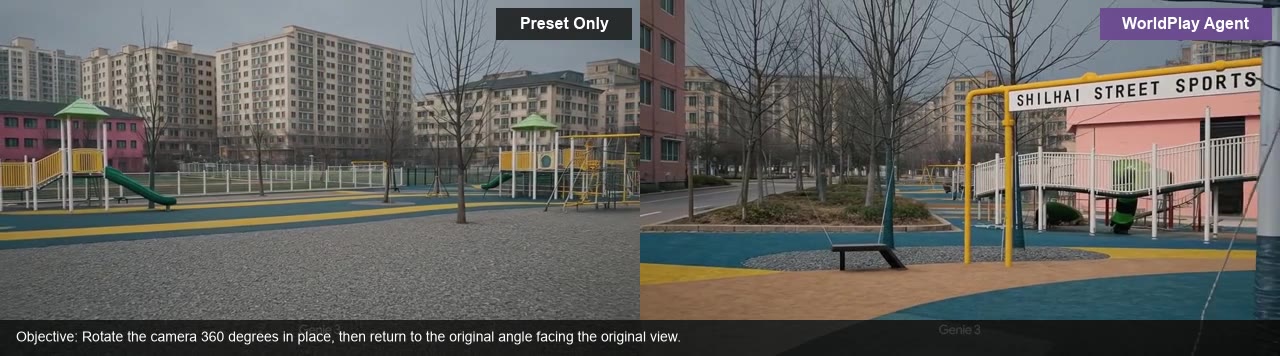 Preset Only
WorldPlay Agent
SHILHAI STREET SPORTS
Genie 3
Genie 3
Objective: Rotate the camera 360 degrees in place, then return to the original angle facing the original view.